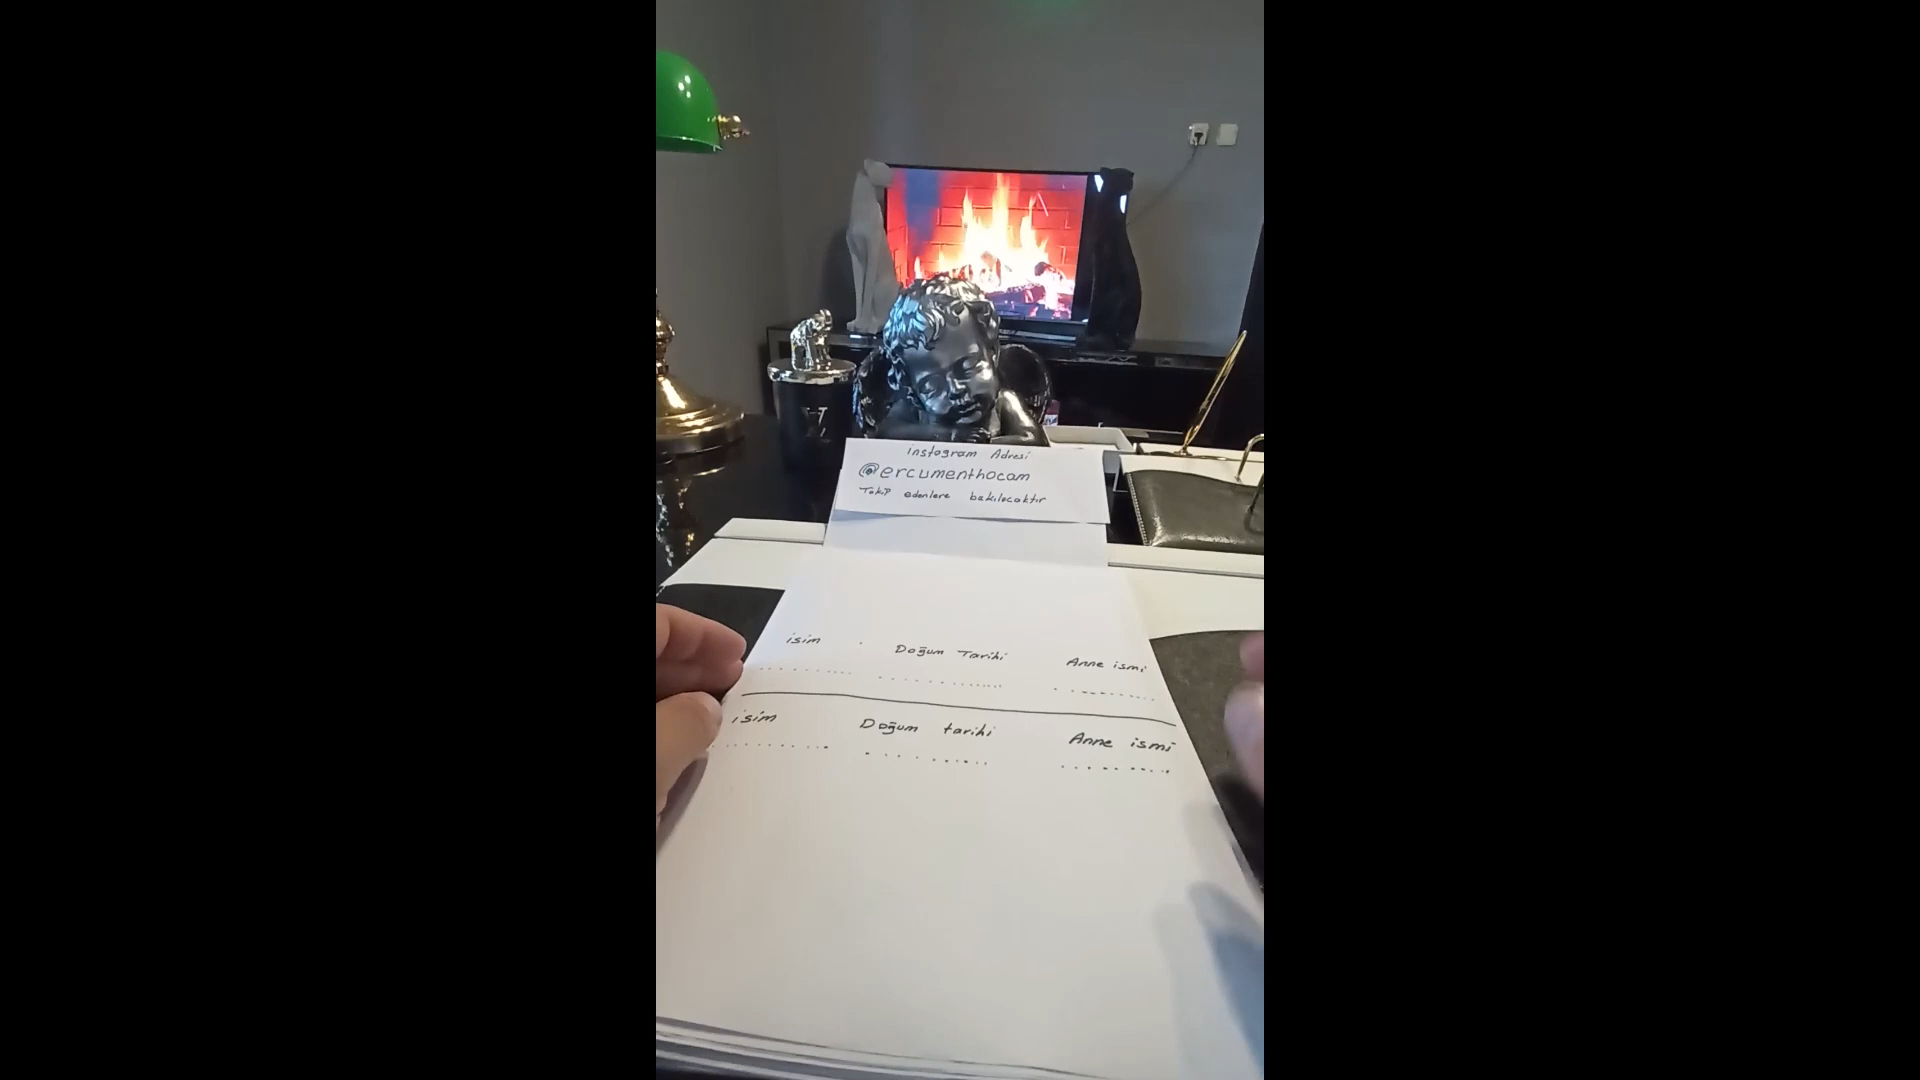 instagram Adresi
@ercumenthocam
Takip edenlere bakılacaktır
isim Doğum Tarihi Anne ismi
isim Doğum tarihi Anne ismi